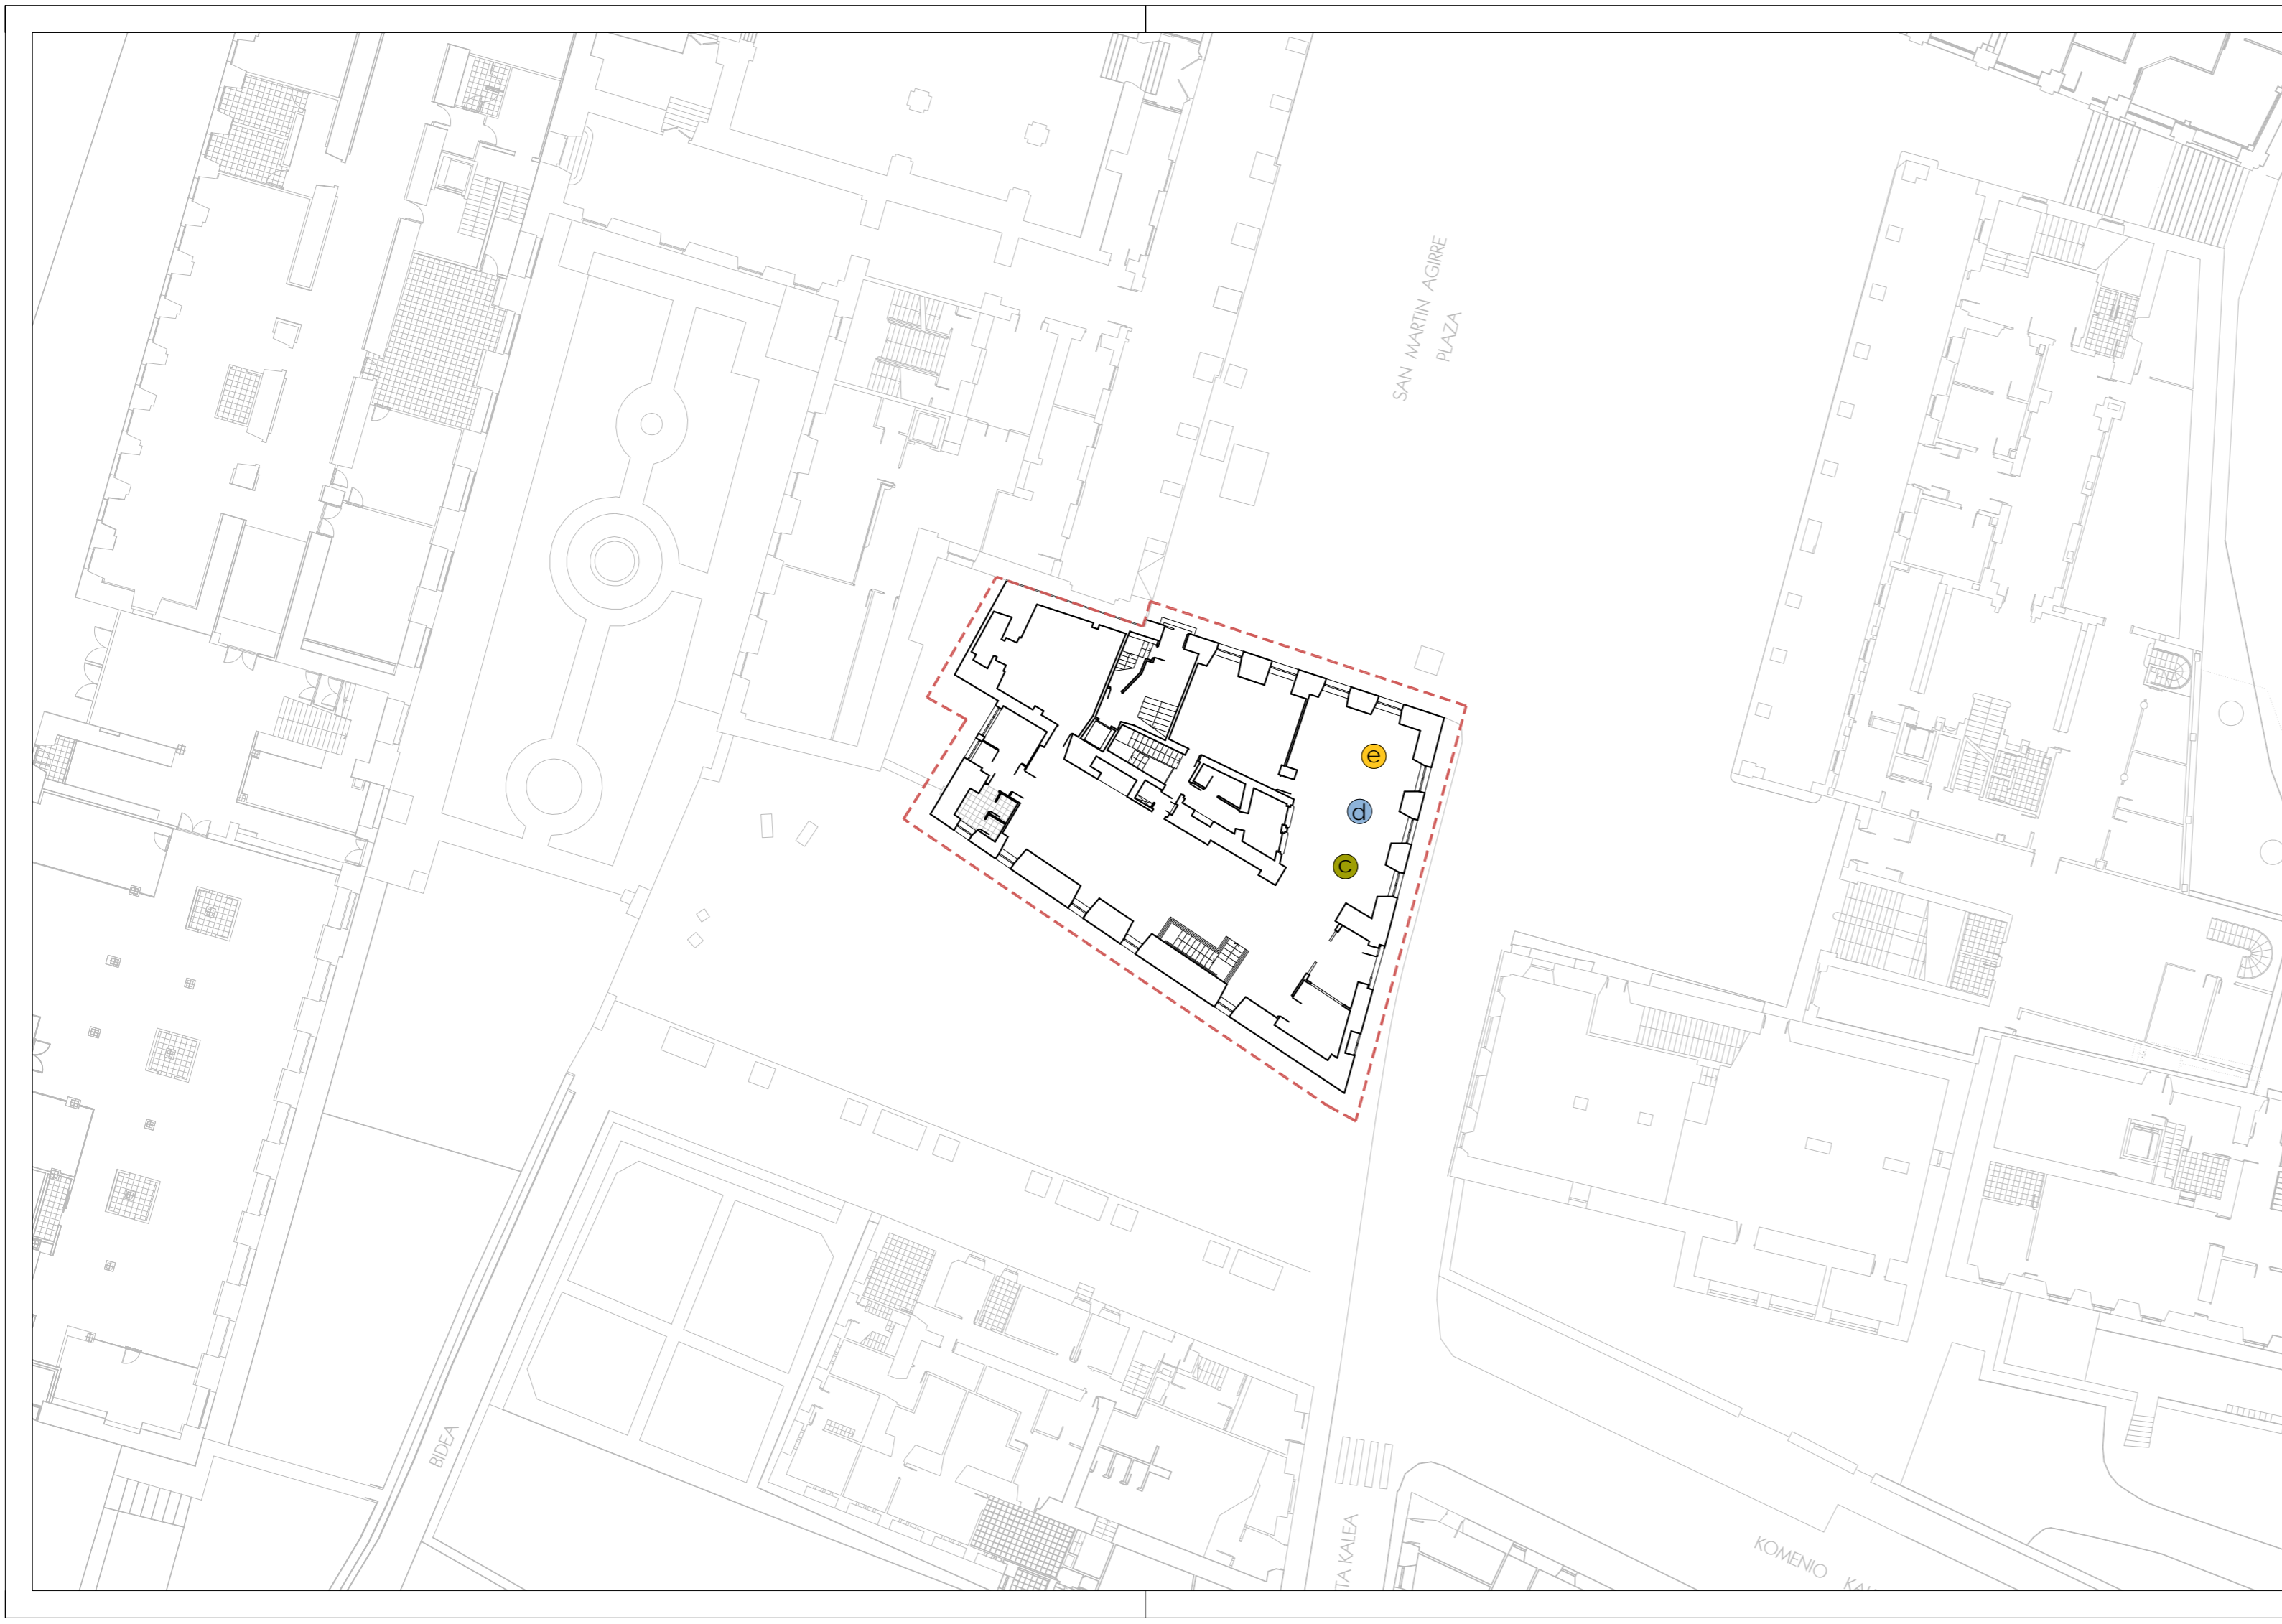 SAN MARTIN AGIRRE
PLAZA
e
d
c
BIDEA
TA KALEA
KOMENIO